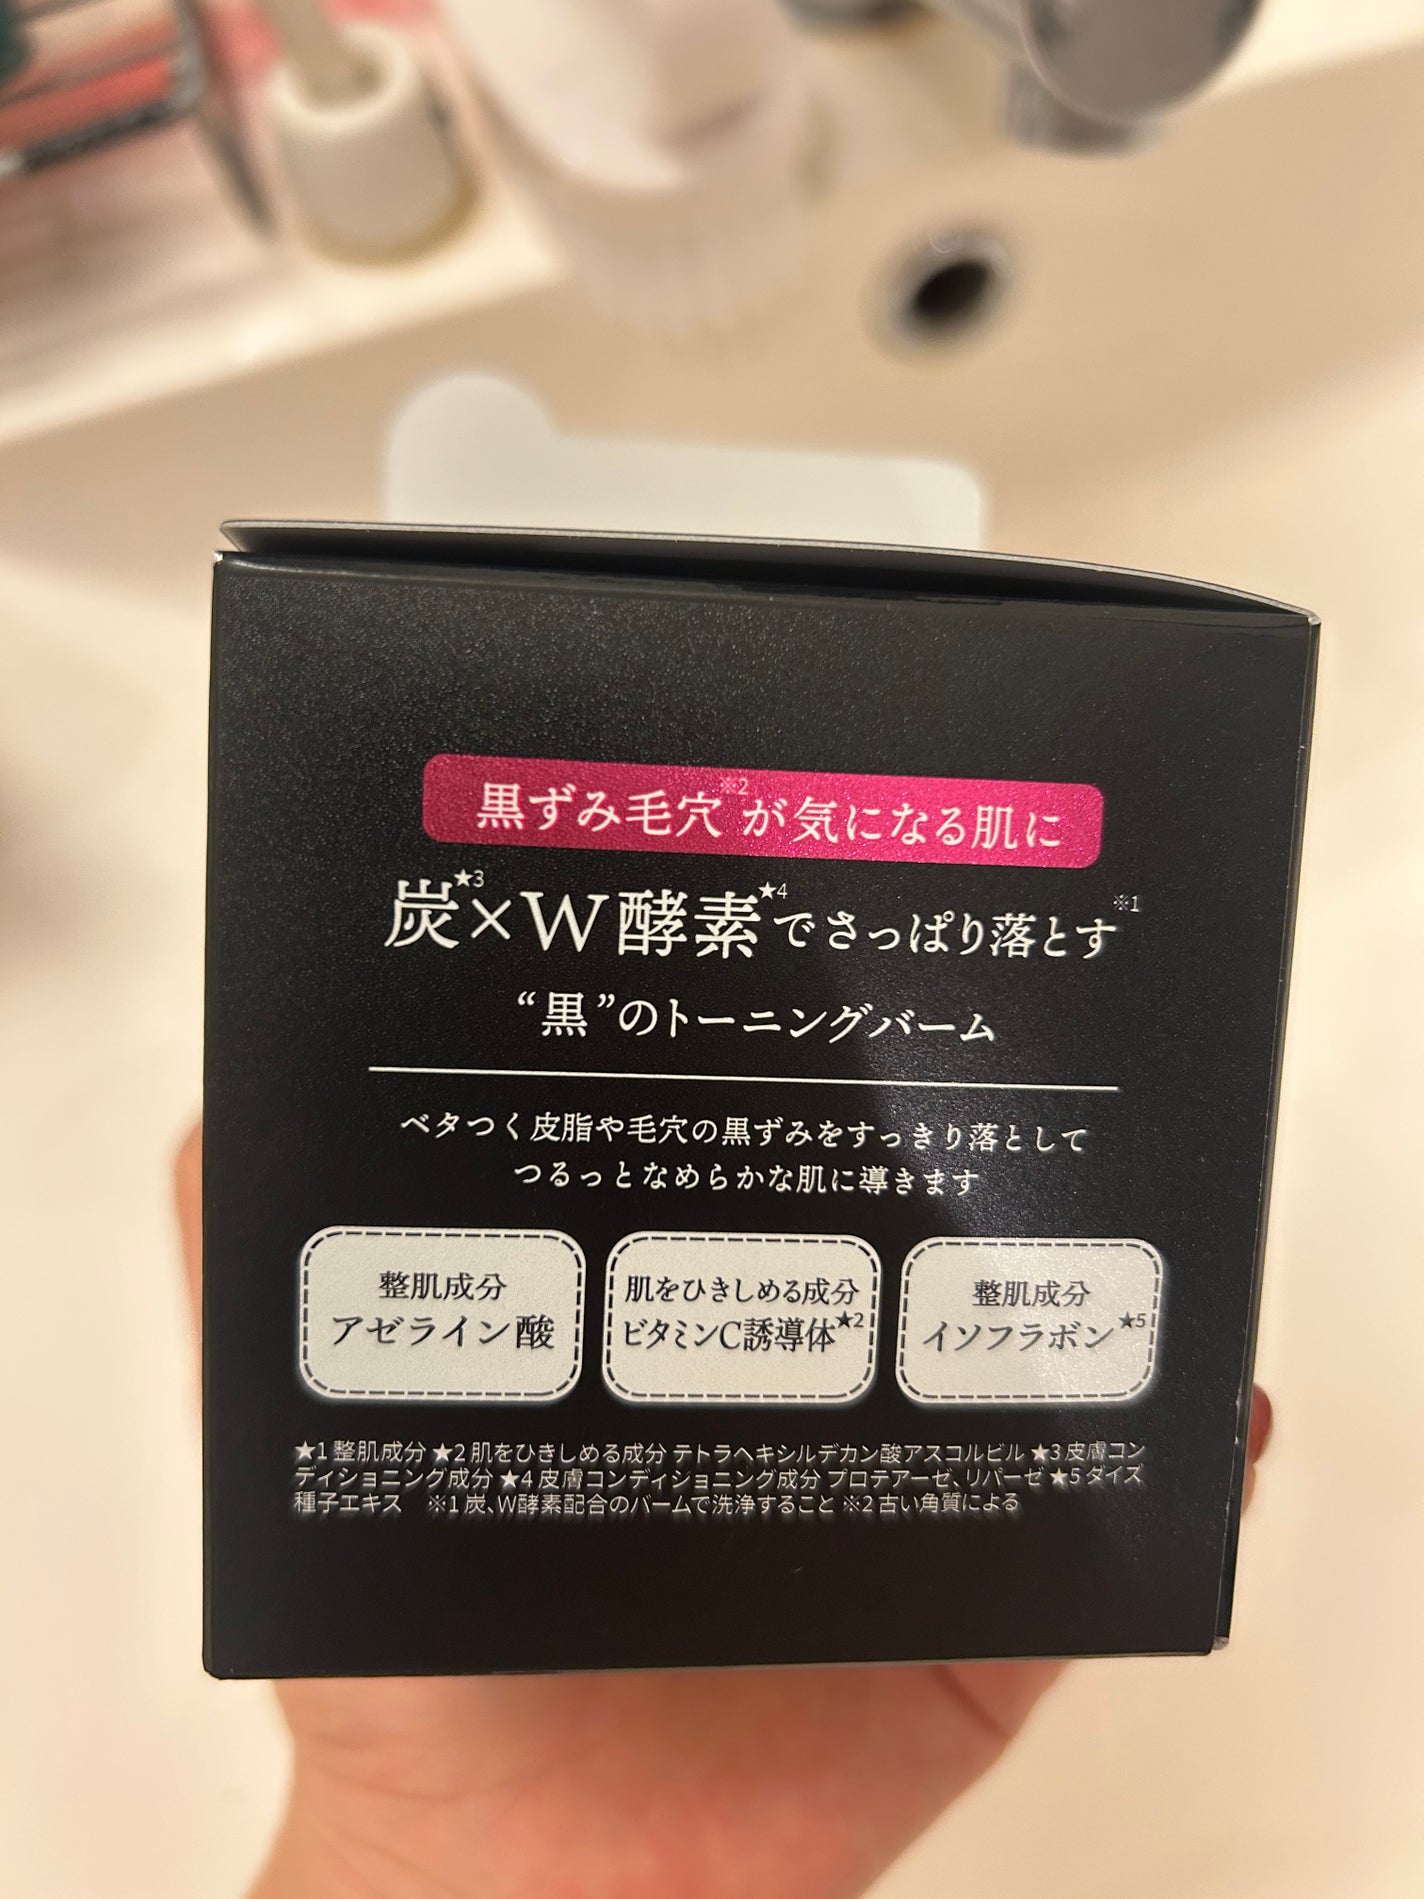 黒ずみ毛穴※2が気になる肌に
炭★3×W酵素★4でさっぱり落とす※1
“黒”のトーニングバーム
ベタつく皮脂や毛穴の黒ずみをすっきり落として
つるっとなめらかな肌に導きます
整肌成分
アゼライン酸
肌をひきしめる成分
ビタミンC誘導体★2
整肌成分
イソフラボン★5
★1 整肌成分 ★2 肌をひきしめる成分 テトラヘキシルデカン酸アスコルビル ★3 皮膚コン
ディショニング成分 ★4 皮膚コンディショニング成分 プロテアーゼ、リパーゼ ★5 ダイズ
種子エキス ※1 炭、W酵素配合のバームで洗浄すること ※2 古い角質による